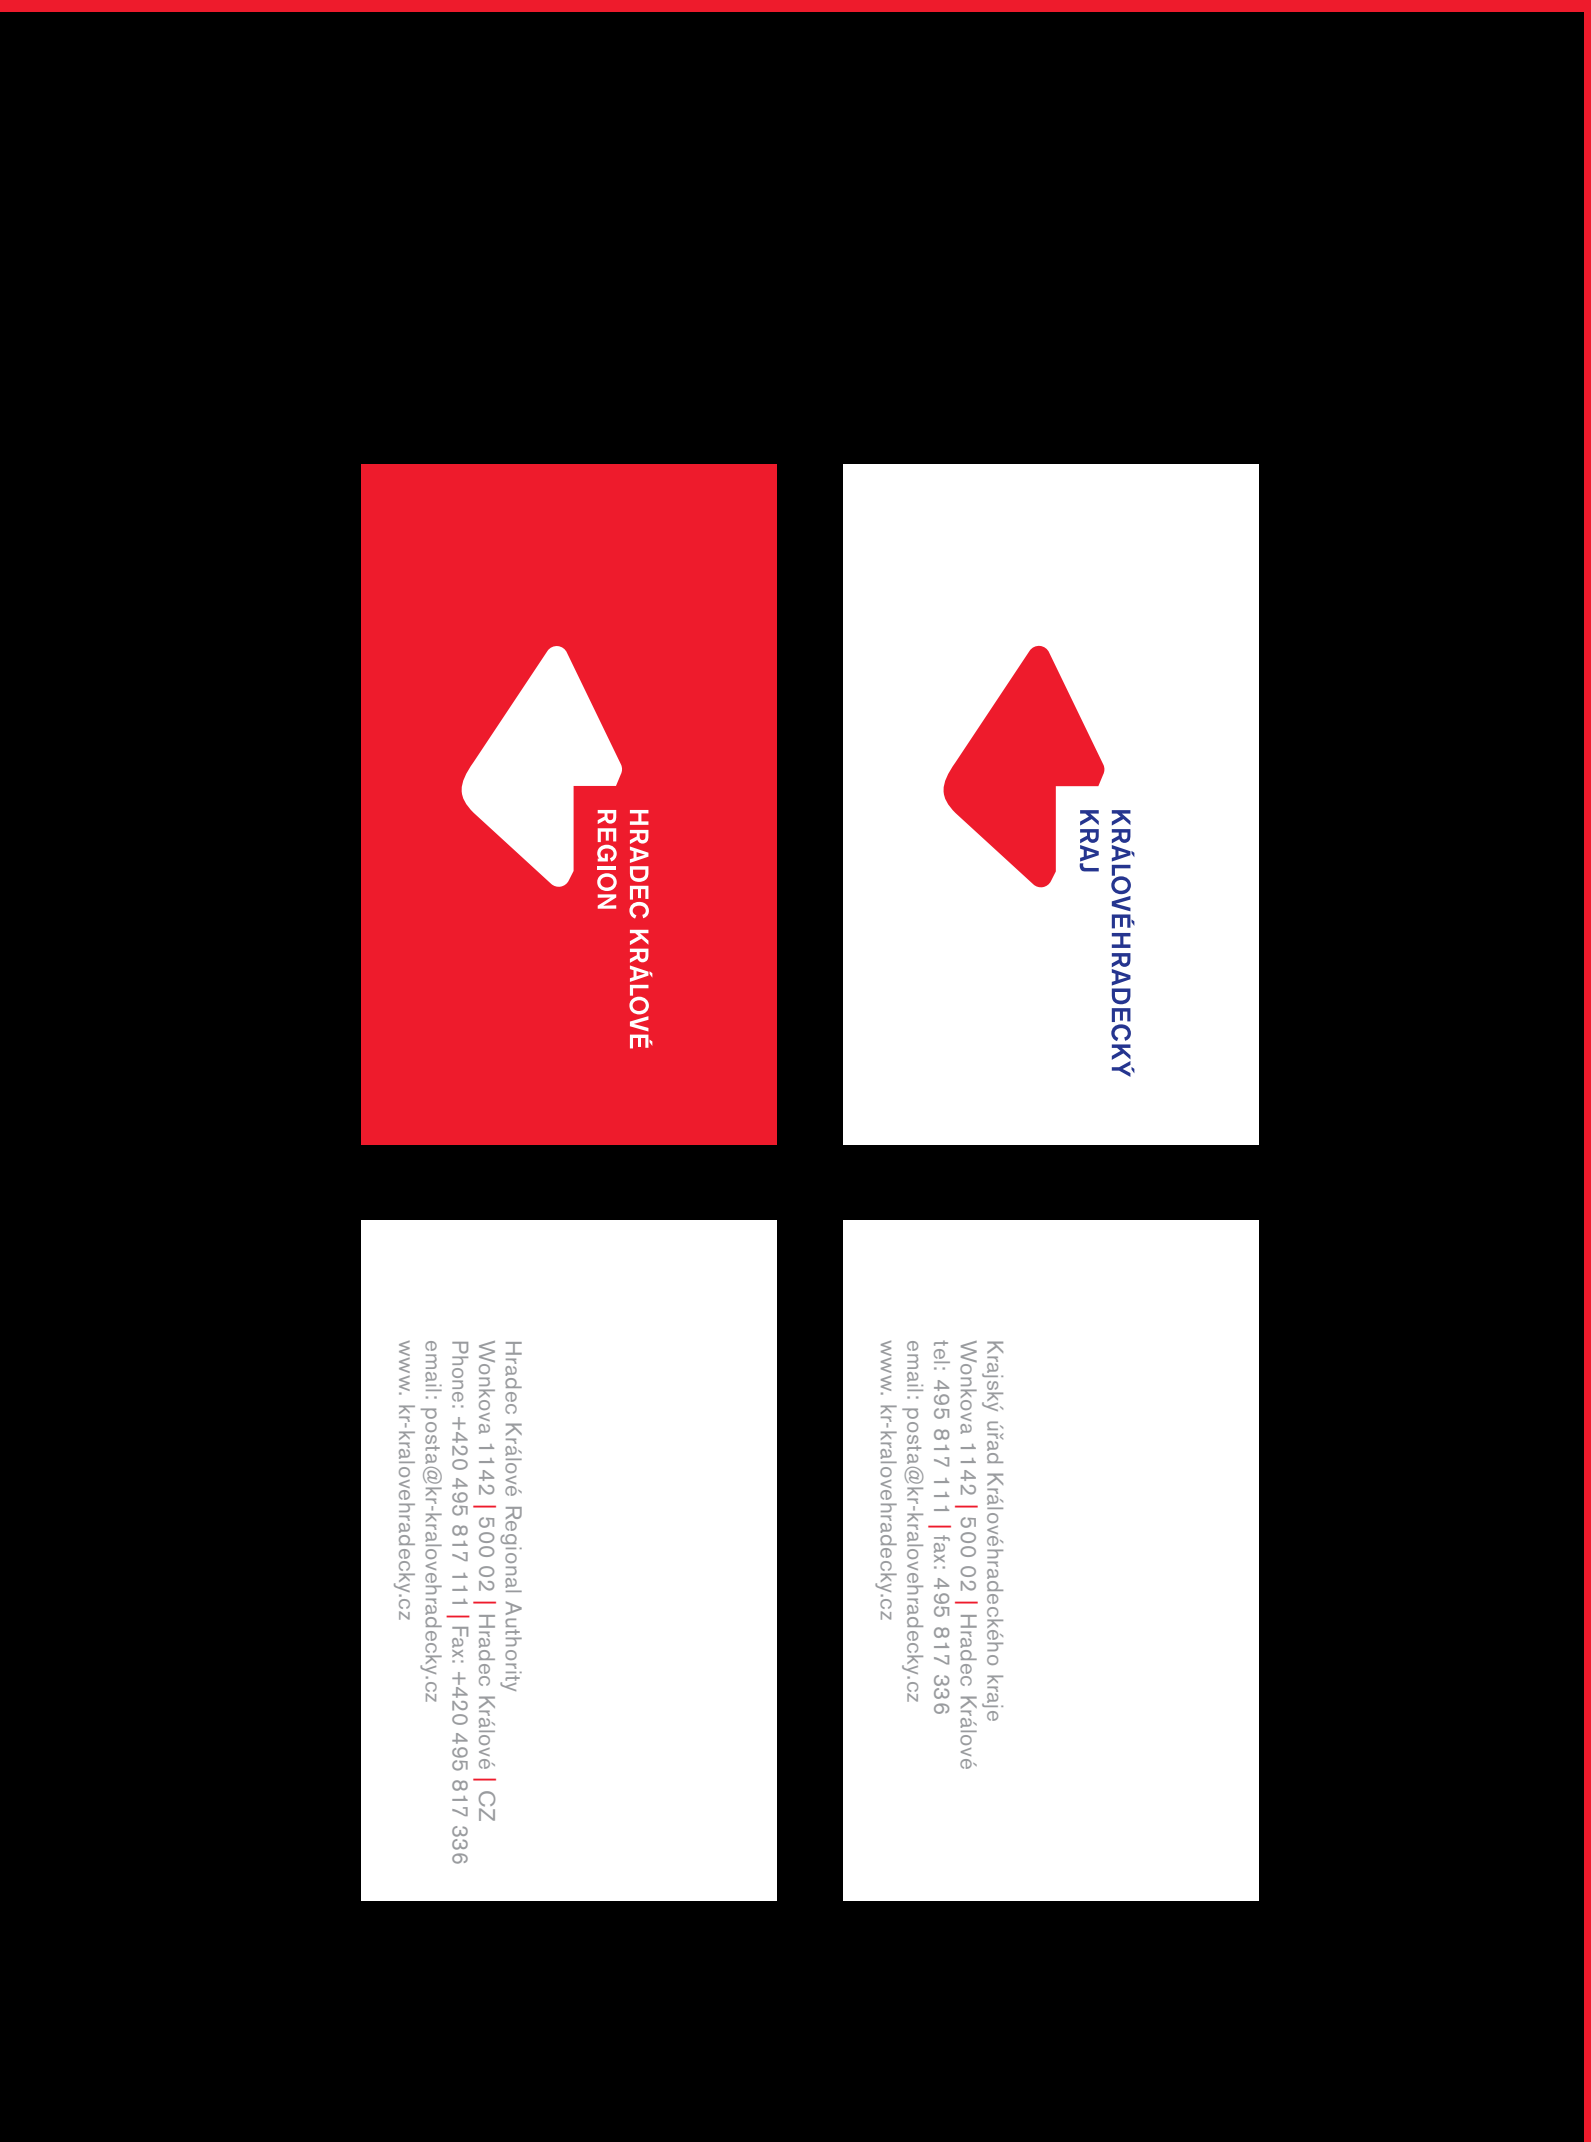 KRÁLOVÉHRADECKÝ
KRAJ
Krajský úřad Královéhradeckého kraje
Wonkova 1142 | 500 02 | Hradec Králové
tel: 495 817 111 | fax: 495 817 336
email: posta@kr-kralovehradecky.cz
www. kr-kralovehradecky.cz
HRADEC KRÁLOVÉ
REGION
Hradec Králové Regional Authority
Wonkova 1142 | 500 02 | Hradec Králové | CZ
Phone: +420 495 817 111 | Fax: +420 495 817 336
email: posta@kr-kralovehradecky.cz
www. kr-kralovehradecky.cz